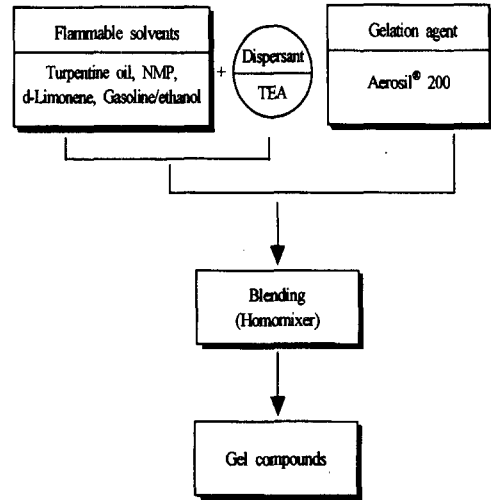 Flammable solvents
Turpentine oil, NMP,
d-Limonene, Gasoline/ethanol
+
Dispersant
TEA
Gelation agent
Aerosil® 200
Blending
(Homomixer)
Gel compounds